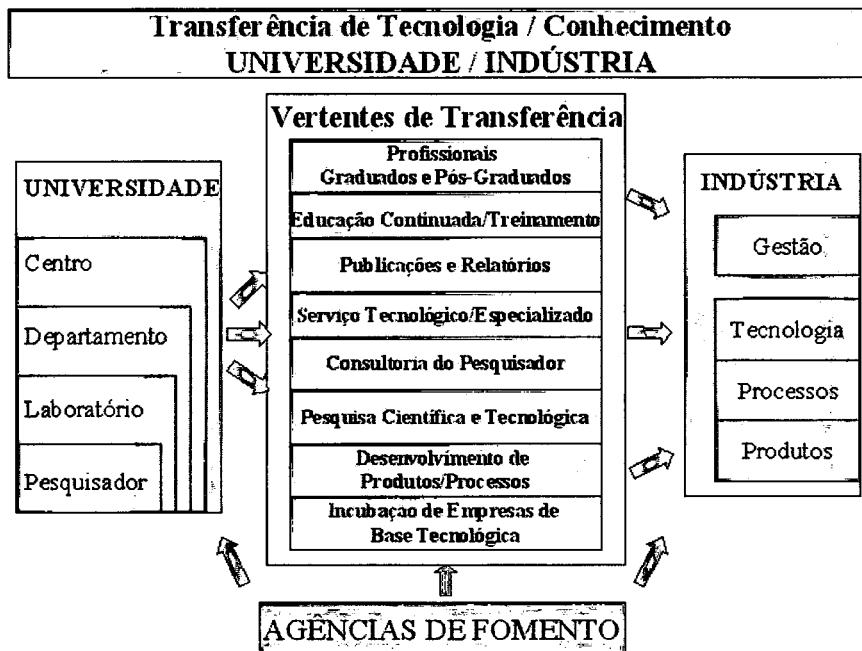 Transferência de Tecnologia / Conhecimento
UNIVERSIDADE / INDÚSTRIA
UNIVERSIDADE
Centro
Departamento
Laboratório
Pesquisador
Vertentes de Transferência
Profissionais
Graduados e Pós-Graduados
Educação Continuada/Treinamento
Publicações e Relatórios
Serviço Tecnológico/Especializado
Consultoria do Pesquisador
Pesquisa Científica e Tecnológica
Desenvolvimento de
Produtos/Processos
Incubação de Empresas de
Base Tecnológica
INDÚSTRIA
Gestão
Tecnologia
Processos
Produtos
AGÊNCIAS DE FOMENTO